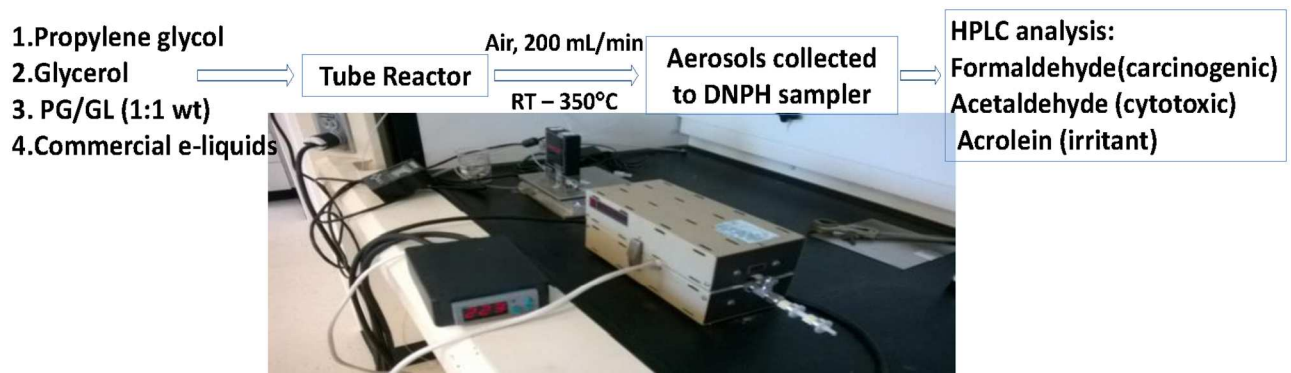 1.Propylene glycol
2.Glycerol
3. PG/GL (1:1 wt)
4.Commercial e-liquids
Tube Reactor
Air, 200 mL/min
RT – 350°C
Aerosols collected
to DNPH sampler
HPLC analysis:
Formaldehyde(carcinogenic)
Acetaldehyde (cytotoxic)
Acrolein (irritant)